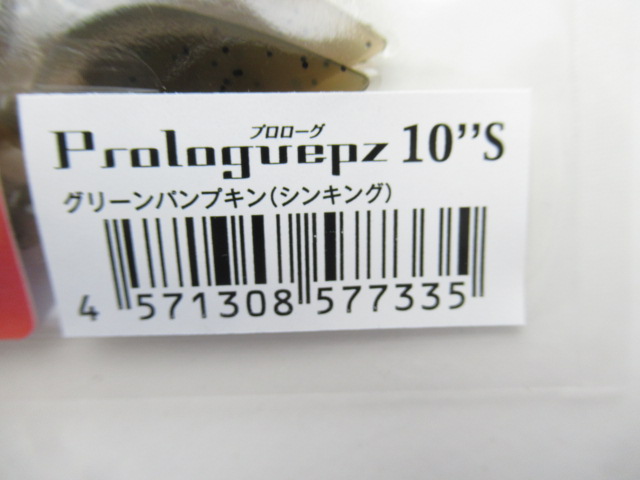 プロローグ
Prologuepz 10”S
グリーンパンプキン(シンキング)
4 571308 577335